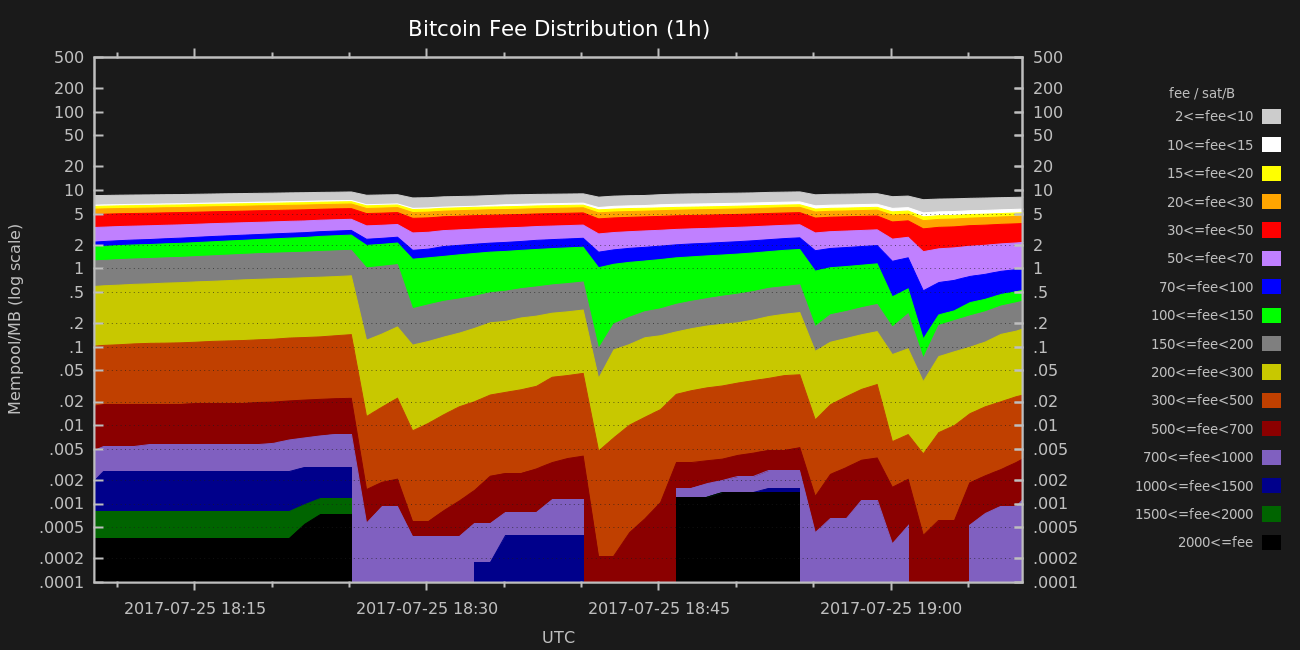 Bitcoin Fee Distribution (1h)
Mempool/MB (log scale)
500
200
100
50
20
10
5
2
1
.5
.2
.1
.05
.02
.01
.005
.002
.001
.0005
.0002
.0001
500
200
100
50
20
10
5
2
1
.5
.2
.1
.05
.02
.01
.005
.002
.001
.0005
.0002
.0001
2017-07-25 18:15 2017-07-25 18:30 2017-07-25 18:45 2017-07-25 19:00
UTC
fee / sat/B
2<=fee<10
10<=fee<15
15<=fee<20
20<=fee<30
30<=fee<50
50<=fee<70
70<=fee<100
100<=fee<150
150<=fee<200
200<=fee<300
300<=fee<500
500<=fee<700
700<=fee<1000
1000<=fee<1500
1500<=fee<2000
2000<=fee